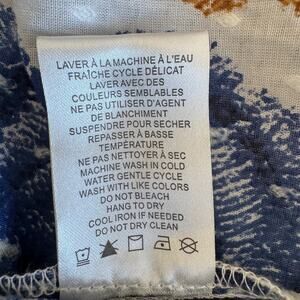 LAVER À LA MACHINE À L'EAU
FRAÎCHE CYCLE DÉLICAT
LAVER AVEC DES
COULEURS SEMBLABLES
NE PAS UTILISER D'AGENT
DE BLANCHIMENT
SUSPENDRE POUR SECHER
REPASSER À BASSE
TEMPÉRATURE
NE PAS NETTOYER À SEC
MACHINE WASH IN COLD
WATER GENTLE CYCLE
WASH WITH LIKE COLORS
DO NOT BLEACH
HANG TO DRY
COOL IRON IF NEEDED
DO NOT DRY CLEAN